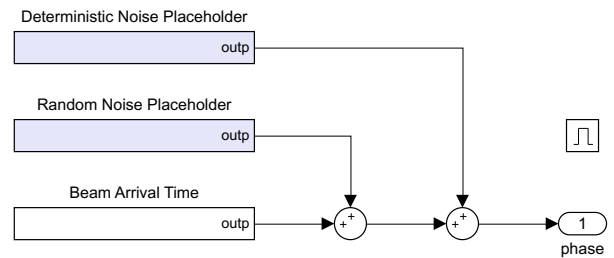 Deterministic Noise Placeholder
outp
Random Noise Placeholder
outp
Beam Arrival Time
outp
+
+
+
+
1
phase